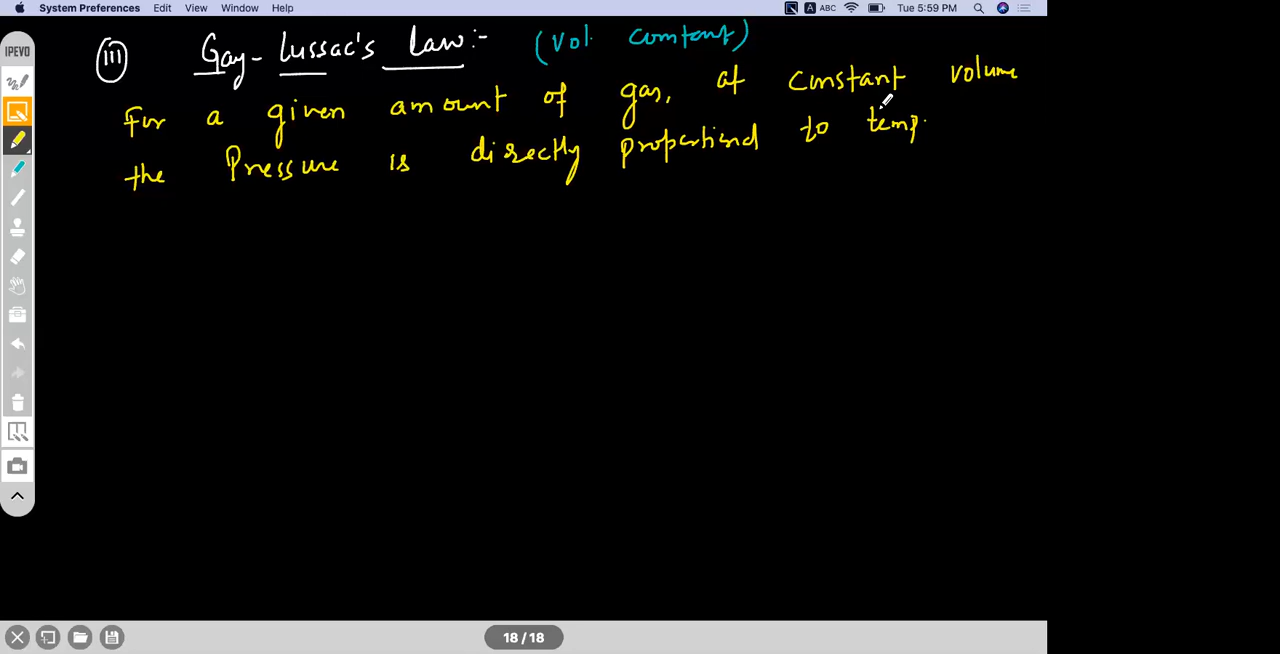 System Preferences Edit View Window Help A ABC Tue 5:59 PM
IPEVO
(iii) Gay-Lussac's Law:- (Vol. constant)
For a given amount of gas, at constant volume
the Pressure is directly proportional to temp.
18 / 18